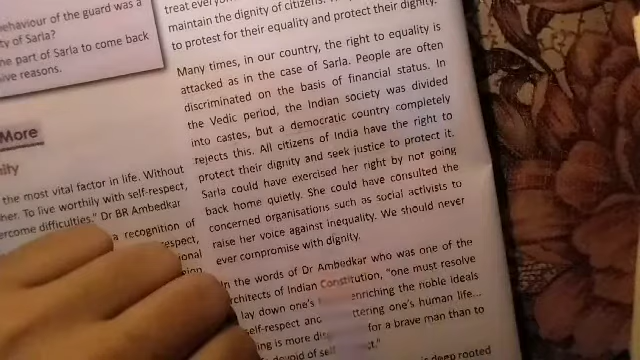 ehaviour of the guard was a
ty of Sarla?
he part of Sarla to come back
ive reasons.
More
the most vital factor in life. Without
her. To live worthily with self-respect,
ercome difficulties." Dr BR Ambedkar
a recognition of
espect,
ional
maintain the dignity of citizens.
to protest for their equality and protect their dignity.
Many times, in our country, the right to equality is
attacked as in the case of Sarla. People are often
discriminated on the basis of financial status. In
the Vedic period, the Indian society was divided
into castes, but a democratic country completely
rejects this. All citizens of India have the right to
protect their dignity and seek justice to protect it.
Sarla could have exercised her right by not going
back home quietly. She could have consulted the
concerned organisations such as social activists to
raise her voice against inequality. We should never
ever compromise with dignity.
In the words of Dr Ambedkar who was one of the
rchitects of Indian Constitution, "one must resolve
lay down one's enriching the noble ideals
self-respect and ttering one's human life...
ing is more for a brave man than to
devoid of self ct."
deep rooted